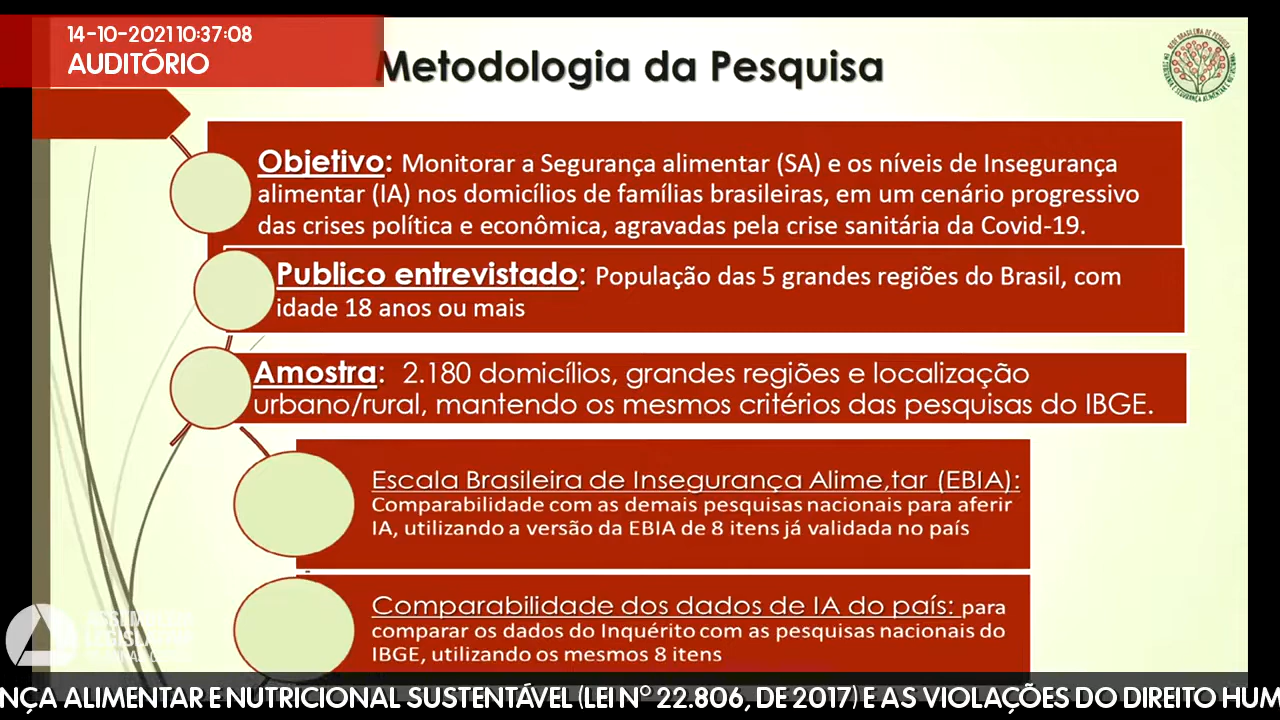 14-10-2021 10:37:08
AUDITÓRIO
Metodologia da Pesquisa
Objetivo: Monitorar a Segurança alimentar (SA) e os níveis de Insegurança
alimentar (IA) nos domicílios de famílias brasileiras, em um cenário progressivo
das crises política e econômica, agravadas pela crise sanitária da Covid-19.
Publico entrevistado: População das 5 grandes regiões do Brasil, com
idade 18 anos ou mais
Amostra: 2.180 domicílios, grandes regiões e localização
urbano/rural, mantendo os mesmos critérios das pesquisas do IBGE.
Escala Brasileira de Insegurança Alime,tar (EBIA):
Comparabilidade com as demais pesquisas nacionais para aferir
IA, utilizando a versão da EBIA de 8 itens já validada no país
Comparabilidade dos dados de IA do país: para
comparar os dados do Inquérito com as pesquisas nacionais do
IBGE, utilizando os mesmos 8 itens
ASSEMBLEIA
LEGISLATIVA
NÇA ALIMENTAR E NUTRICIONAL SUSTENTÁVEL (LEI Nº 22.806, DE 2017) E AS VIOLAÇÕES DO DIREITO HUM